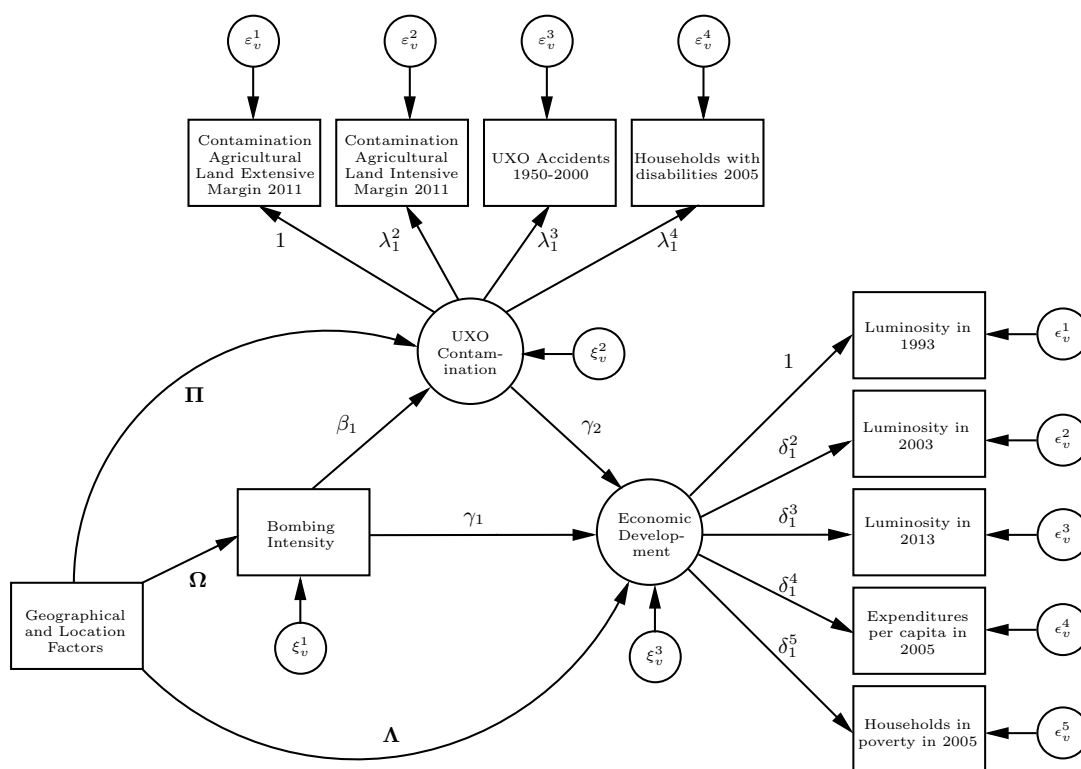 ε_v^1
ε_v^2
ε_v^3
ε_v^4
Contamination
Agricultural
Land Extensive
Margin 2011
Contamination
Agricultural
Land Intensive
Margin 2011
UXO Accidents
1950-2000
Households with
disabilities 2005
1
λ_1^2
λ_1^3
λ_1^4
UXO
Contam-
ination
ξ_v^2
Luminosity in
1993
ϵ_v^1
1
Π
β_1
γ_2
δ_1^2
Luminosity in
2003
ϵ_v^2
Bombing
Intensity
γ_1
Economic
Develop-
ment
δ_1^3
Luminosity in
2013
ϵ_v^3
Ω
Geographical
and Location
Factors
ξ_v^1
ξ_v^3
δ_1^4
Expenditures
per capita in
2005
ϵ_v^4
δ_1^5
Households in
poverty in 2005
ϵ_v^5
Λ